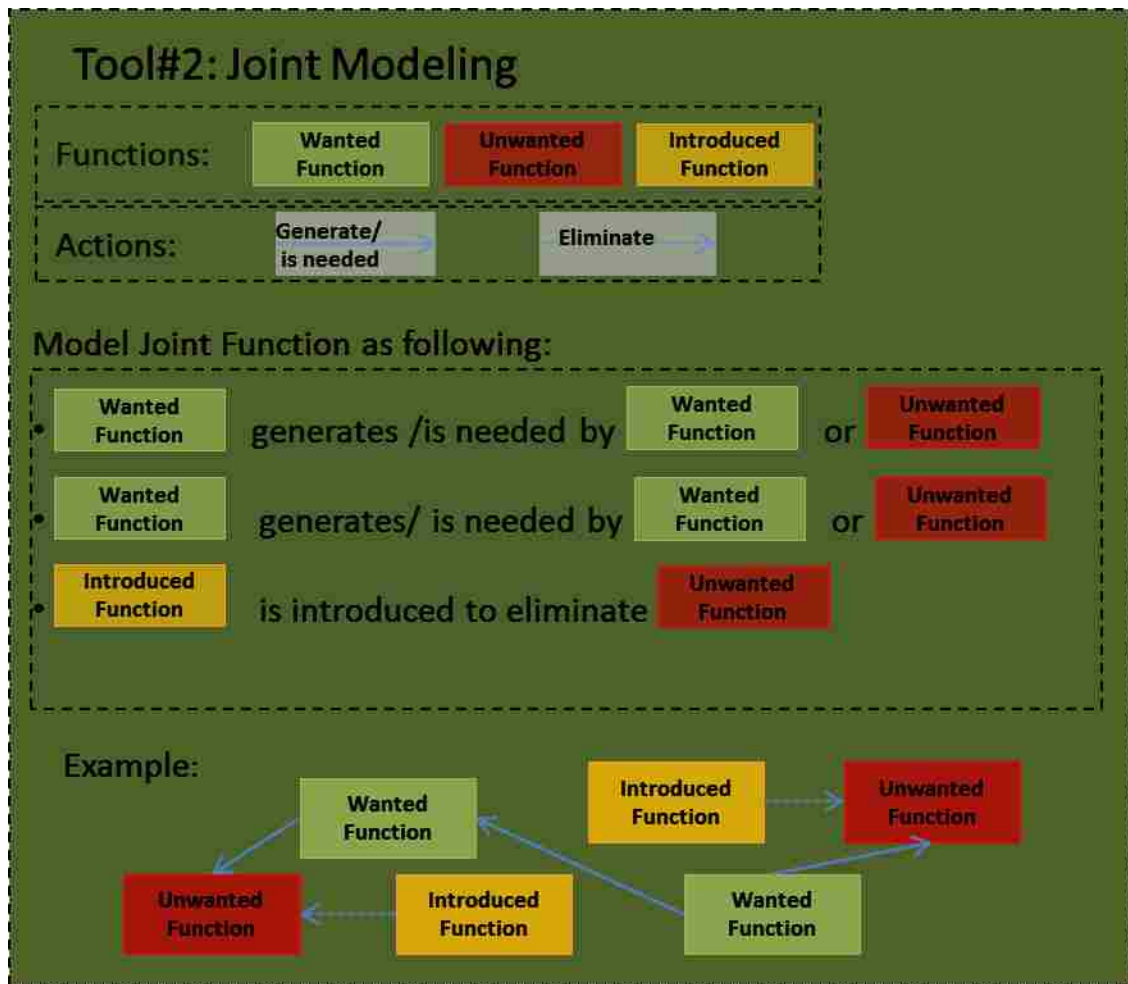 Tool#2: Joint Modeling
Functions:
Wanted
Function
Unwanted
Function
Introduced
Function
Actions:
Generate/
is needed
Eliminate
Model Joint Function as following:
• Wanted
Function
generates /is needed by
Wanted
Function
or
Unwanted
Function
• Wanted
Function
generates/ is needed by
Wanted
Function
or
Unwanted
Function
• Introduced
Function
is introduced to eliminate
Unwanted
Function
Example:
Wanted
Function
Introduced
Function
Unwanted
Function
Unwanted
Function
Introduced
Function
Wanted
Function